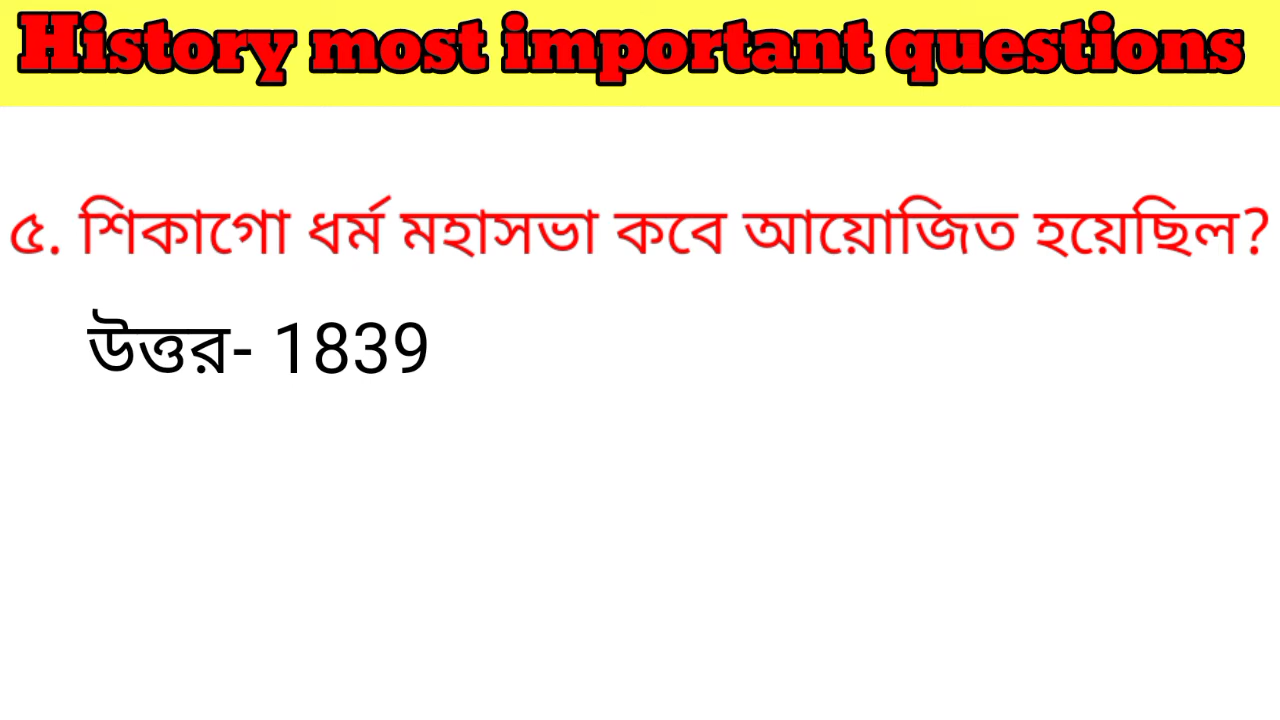 History most important questions
৫. শিকাগো ধর্ম মহাসভা কবে আয়োজিত হয়েছিল?
উত্তর- 1839